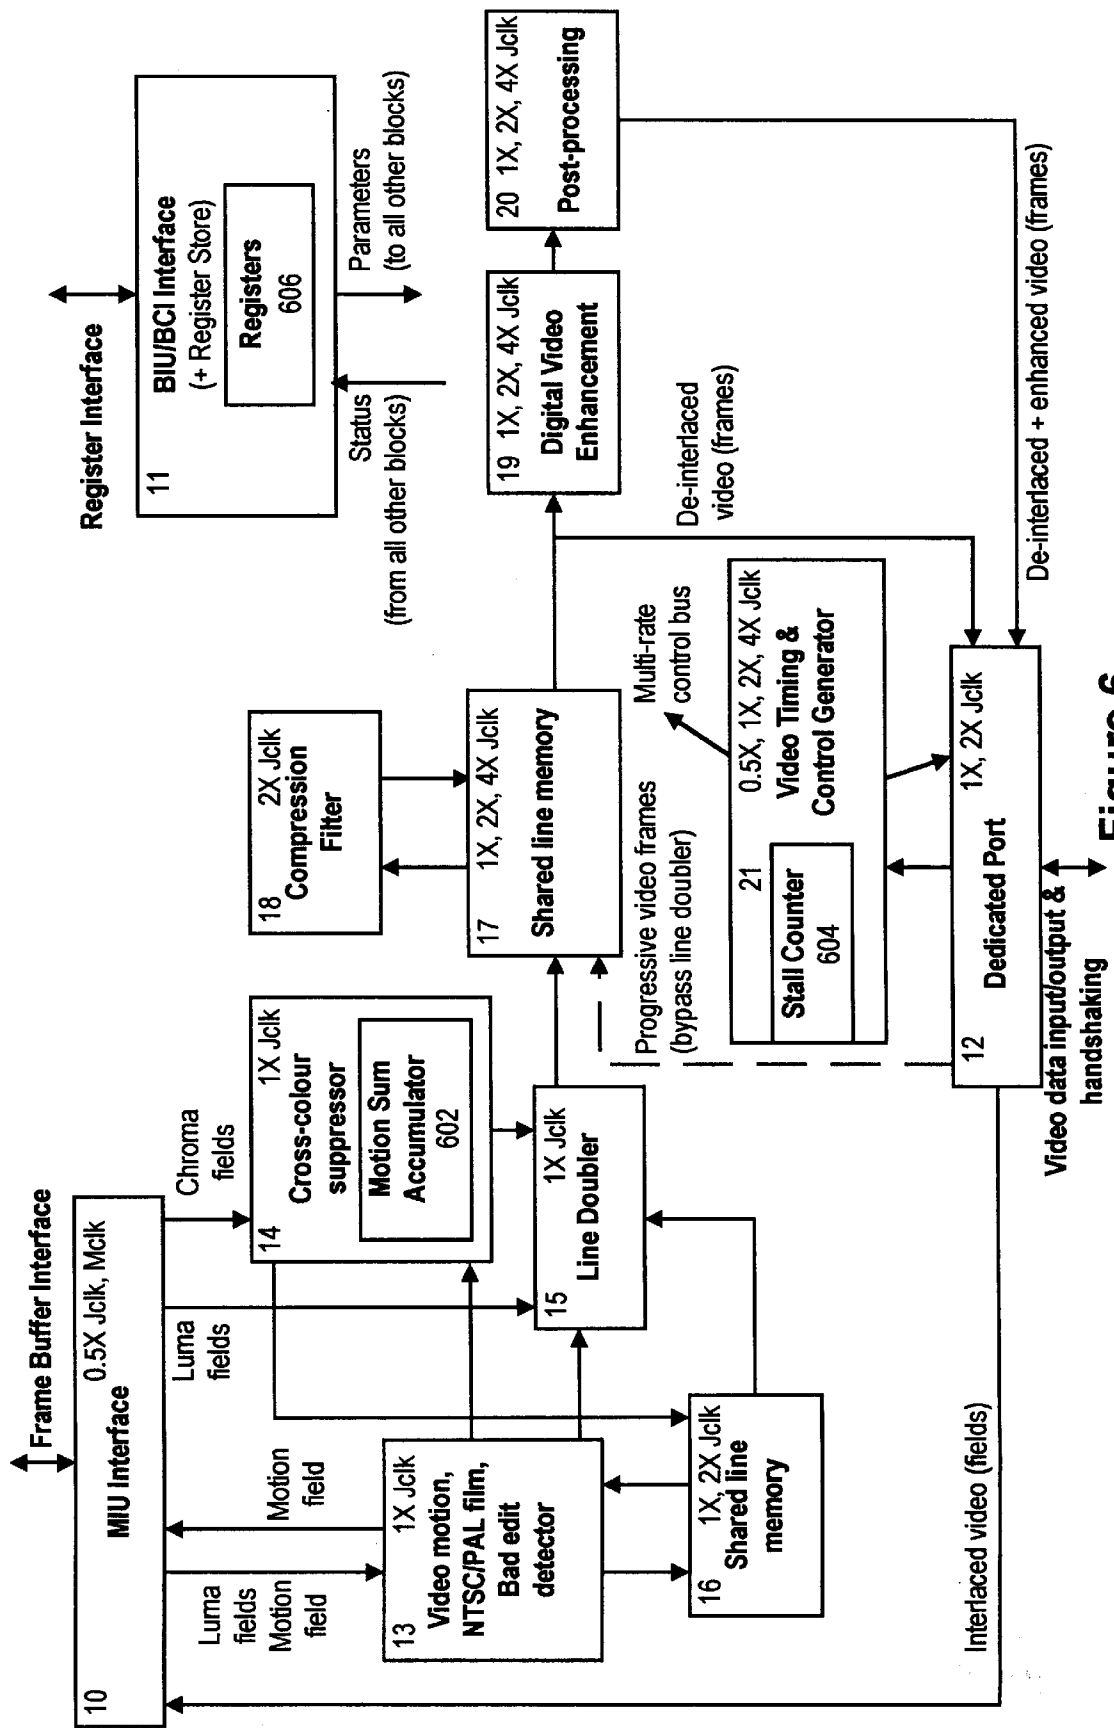 Frame Buffer Interface
10
MIU Interface
0.5X Jclk, Mclk
Luma
fields
Motion
field
Motion
field
Luma
fields
Chroma
fields
13
1X Jclk
Video motion,
NTSC/PAL film,
Bad edit
detector
14
1X Jclk
Cross-colour
suppressor
Motion Sum
Accumulator
602
15
1X Jclk
Line Doubler
16
1X, 2X Jclk
Shared line
memory
Interlaced video (fields)
18
2X Jclk
Compression
Filter
17
1X, 2X, 4X Jclk
Shared line memory
Progressive video frames
(bypass line doubler)
Multi-rate
control bus
21
0.5X, 1X, 2X, 4X Jclk
Video Timing &
Control Generator
Stall Counter
604
12
1X, 2X Jclk
Dedicated Port
Video data input/output &
handshaking
Register Interface
11
BIU/BCI Interface
(+ Register Store)
Registers
606
Status
(from all other blocks)
Parameters
(to all other blocks)
19
1X, 2X, 4X Jclk
Digital Video
Enhancement
20
1X, 2X, 4X Jclk
Post-processing
De-interlaced
video (frames)
De-interlaced + enhanced video (frames)
Figure 6